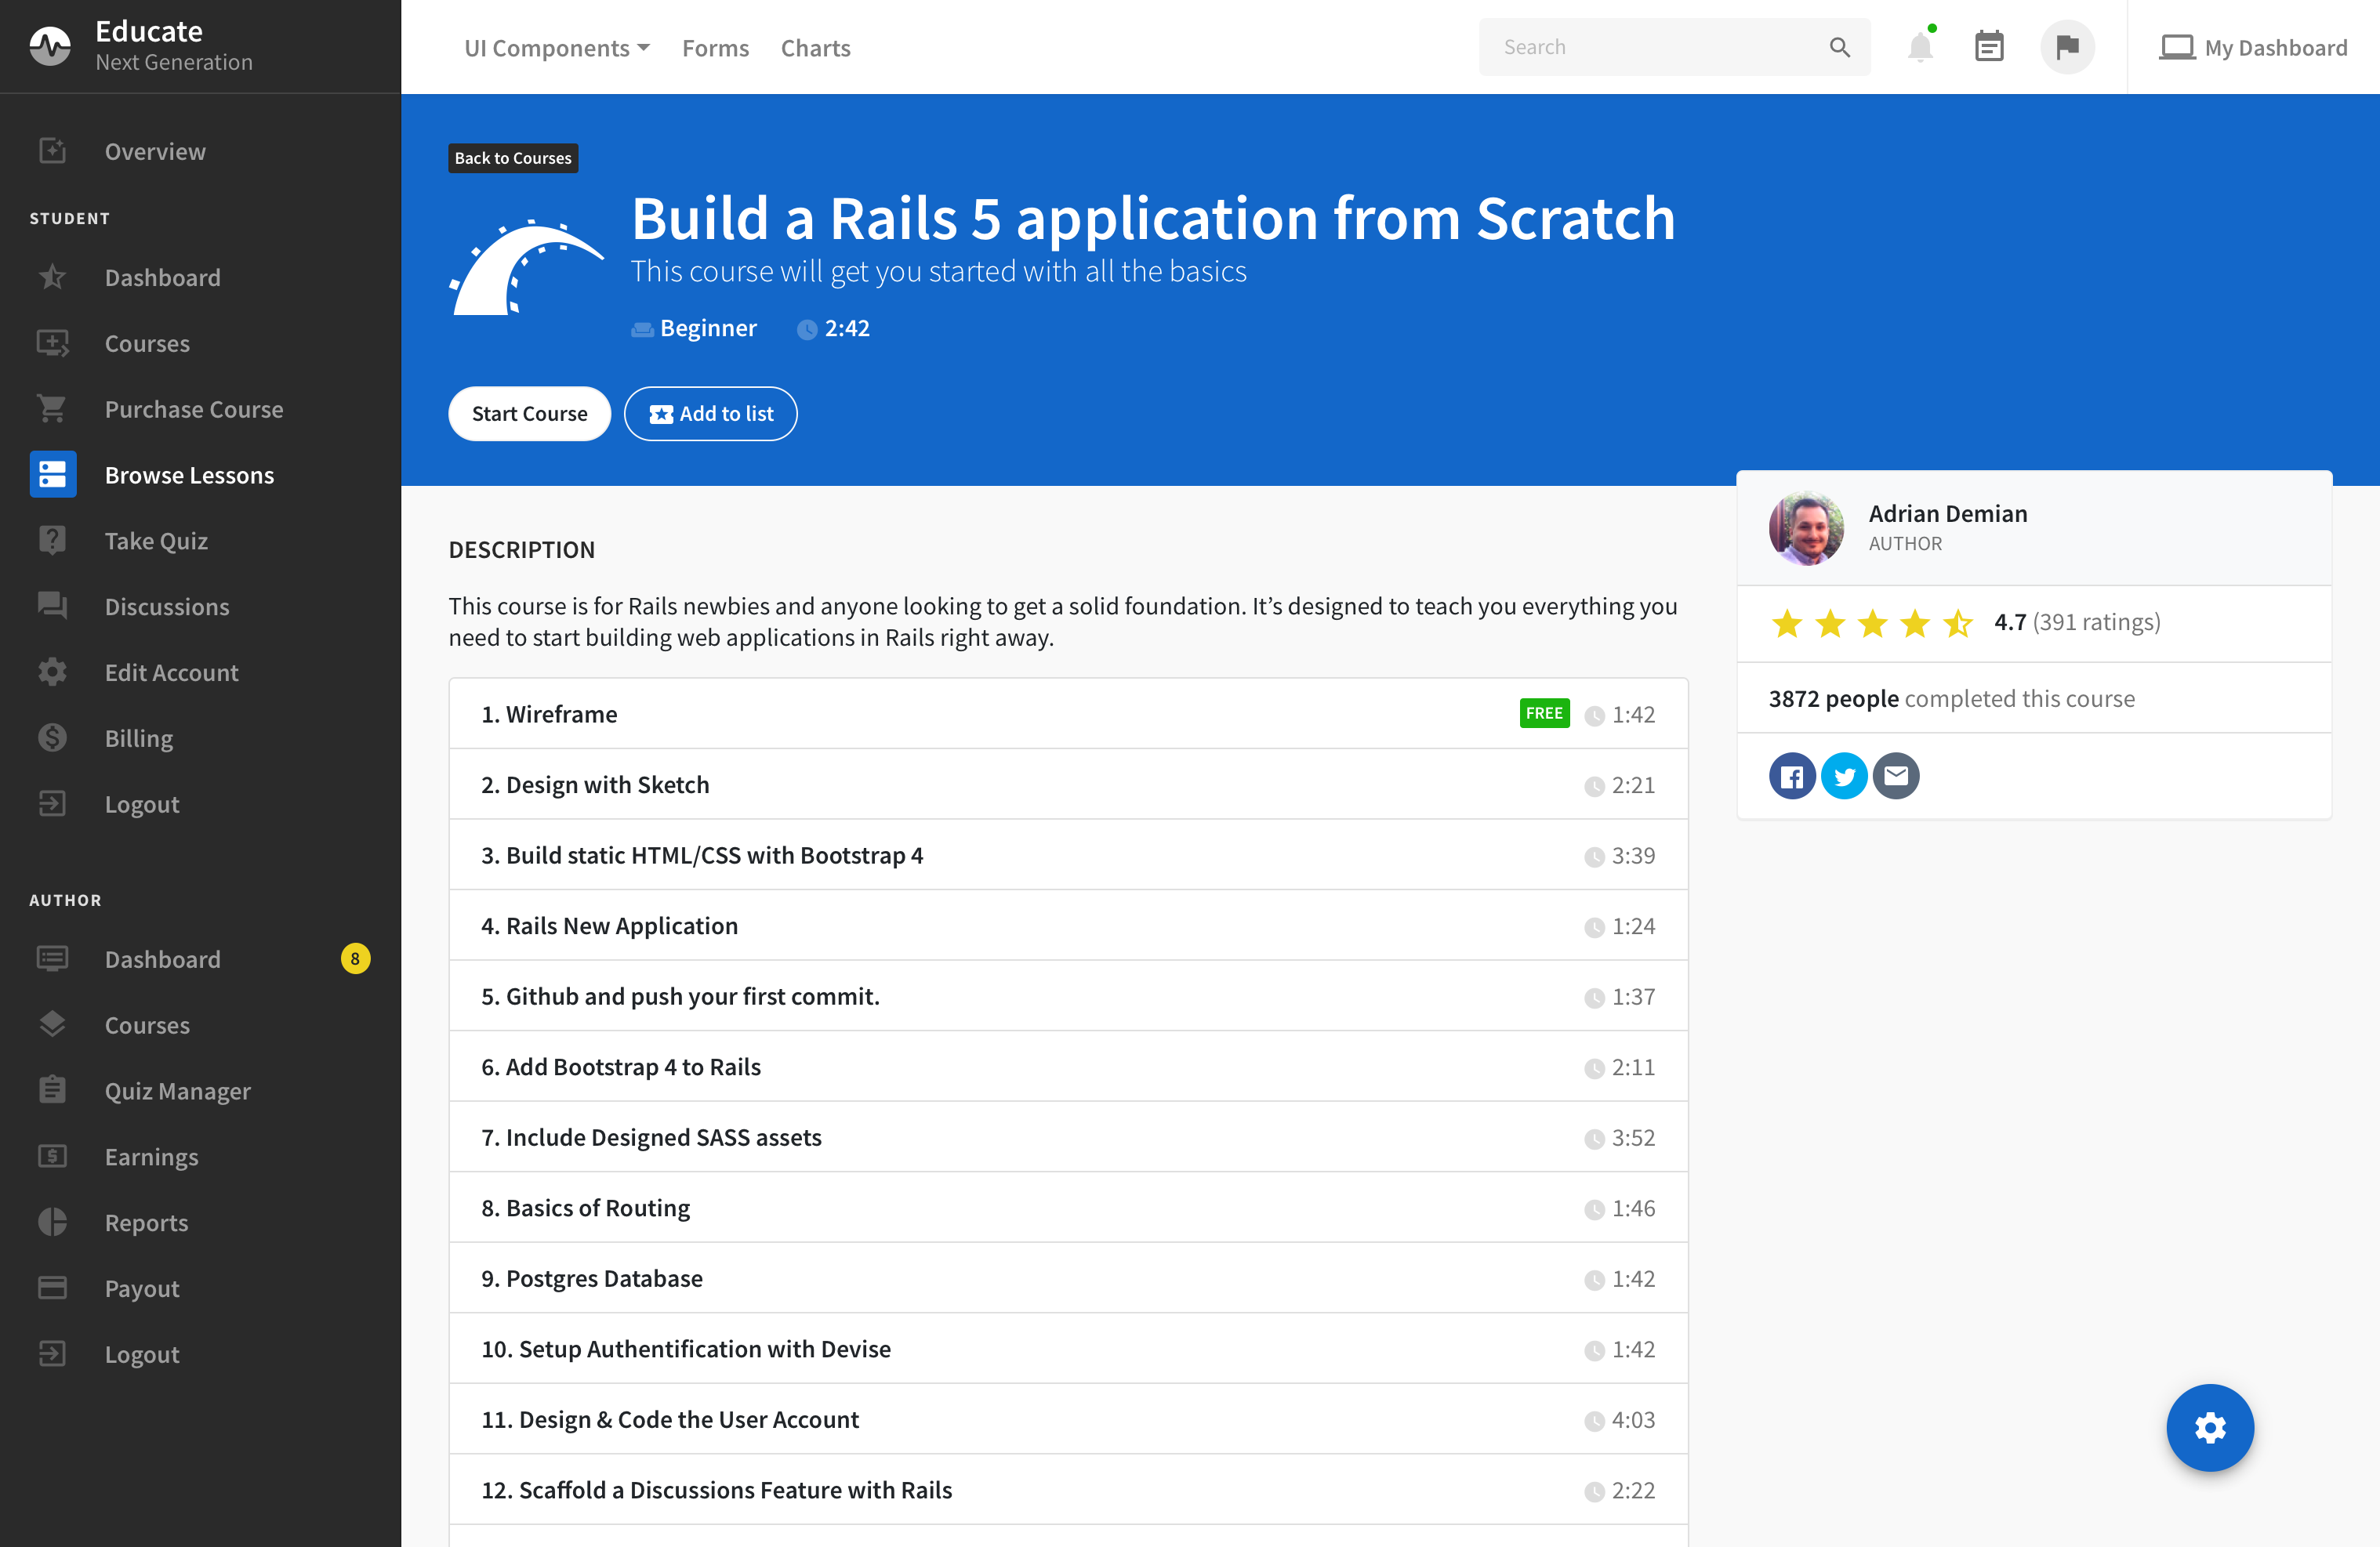 Educate
Next Generation
UI Components
Forms
Charts
Search
My Dashboard
Overview
STUDENT
Dashboard
Courses
Purchase Course
Browse Lessons
Take Quiz
Discussions
Edit Account
Billing
Logout
AUTHOR
Dashboard
8
Courses
Quiz Manager
Earnings
Reports
Payout
Logout
Back to Courses
Build a Rails 5 application from Scratch
This course will get you started with all the basics
Beginner
2:42
Start Course
Add to list
DESCRIPTION
This course is for Rails newbies and anyone looking to get a solid foundation. It’s designed to teach you everything you
need to start building web applications in Rails right away.
1. Wireframe FREE 1:42
2. Design with Sketch 2:21
3. Build static HTML/CSS with Bootstrap 4 3:39
4. Rails New Application 1:24
5. Github and push your first commit. 1:37
6. Add Bootstrap 4 to Rails 2:11
7. Include Designed SASS assets 3:52
8. Basics of Routing 1:46
9. Postgres Database 1:42
10. Setup Authentification with Devise 1:42
11. Design & Code the User Account 4:03
12. Scaffold a Discussions Feature with Rails 2:22
Adrian Demian
AUTHOR
4.7 (391 ratings)
3872 people completed this course